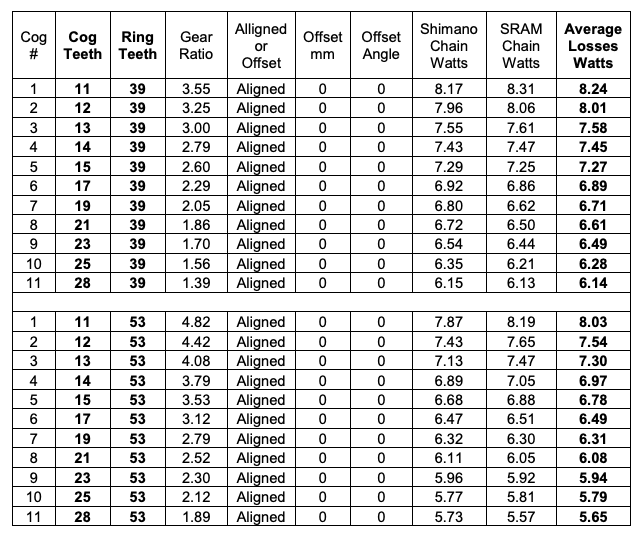 Cog # Cog Teeth Ring Teeth Gear Ratio Alligned or Offset Offset mm Offset Angle Shimano Chain Watts SRAM Chain Watts Average Losses Watts
1 11 39 3.55 Aligned 0 0 8.17 8.31 8.24
2 12 39 3.25 Aligned 0 0 7.96 8.06 8.01
3 13 39 3.00 Aligned 0 0 7.55 7.61 7.58
4 14 39 2.79 Aligned 0 0 7.43 7.47 7.45
5 15 39 2.60 Aligned 0 0 7.29 7.25 7.27
6 17 39 2.29 Aligned 0 0 6.92 6.86 6.89
7 19 39 2.05 Aligned 0 0 6.80 6.62 6.71
8 21 39 1.86 Aligned 0 0 6.72 6.50 6.61
9 23 39 1.70 Aligned 0 0 6.54 6.44 6.49
10 25 39 1.56 Aligned 0 0 6.35 6.21 6.28
11 28 39 1.39 Aligned 0 0 6.15 6.13 6.14
1 11 53 4.82 Aligned 0 0 7.87 8.19 8.03
2 12 53 4.42 Aligned 0 0 7.43 7.65 7.54
3 13 53 4.08 Aligned 0 0 7.13 7.47 7.30
4 14 53 3.79 Aligned 0 0 6.89 7.05 6.97
5 15 53 3.53 Aligned 0 0 6.68 6.88 6.78
6 17 53 3.12 Aligned 0 0 6.47 6.51 6.49
7 19 53 2.79 Aligned 0 0 6.32 6.30 6.31
8 21 53 2.52 Aligned 0 0 6.11 6.05 6.08
9 23 53 2.30 Aligned 0 0 5.96 5.92 5.94
10 25 53 2.12 Aligned 0 0 5.77 5.81 5.79
11 28 53 1.89 Aligned 0 0 5.73 5.57 5.65